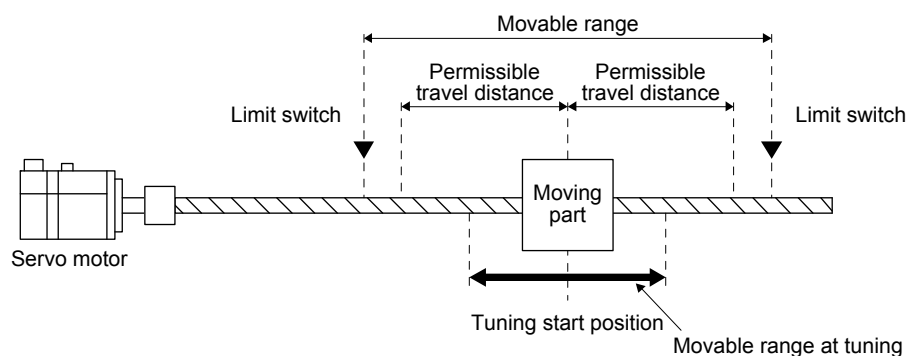 Movable range
Permissible
travel distance
Permissible
travel distance
Limit switch
Limit switch
Moving
part
Servo motor
Tuning start position
Movable range at tuning